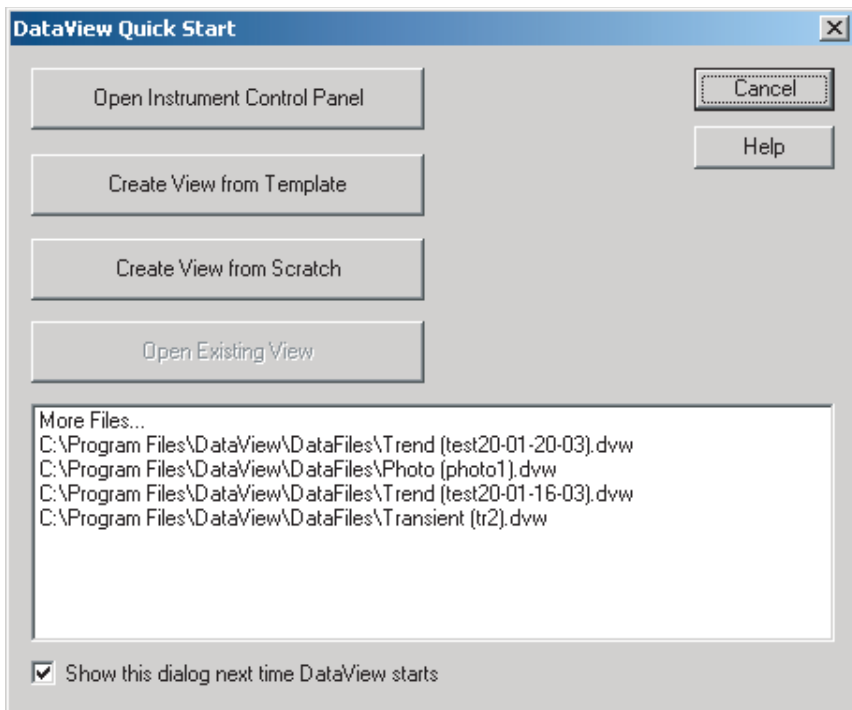 DataView Quick Start
Open Instrument Control Panel
Cancel
Help
Create View from Template
Create View from Scratch
Open Existing View
More Files...
C:\Program Files\DataView\DataFiles\Trend (test20-01-20-03).dvw
C:\Program Files\DataView\DataFiles\Photo (photo1).dvw
C:\Program Files\DataView\DataFiles\Trend (test20-01-16-03).dvw
C:\Program Files\DataView\DataFiles\Transient (tr2).dvw
Show this dialog next time DataView starts